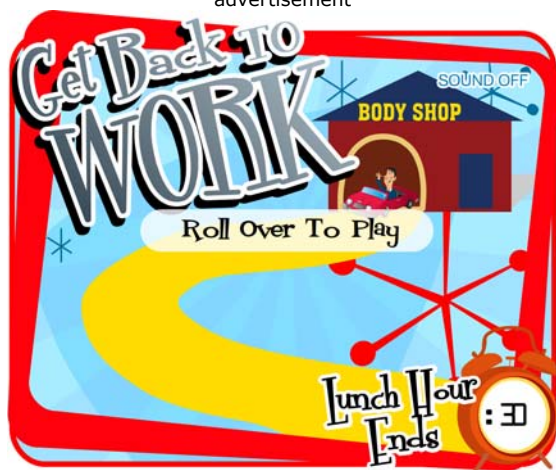 advertisement
Get Back TO
WORK
SOUND OFF
BODY SHOP
Roll Over To Play
Lunch Hour
Ends
:30